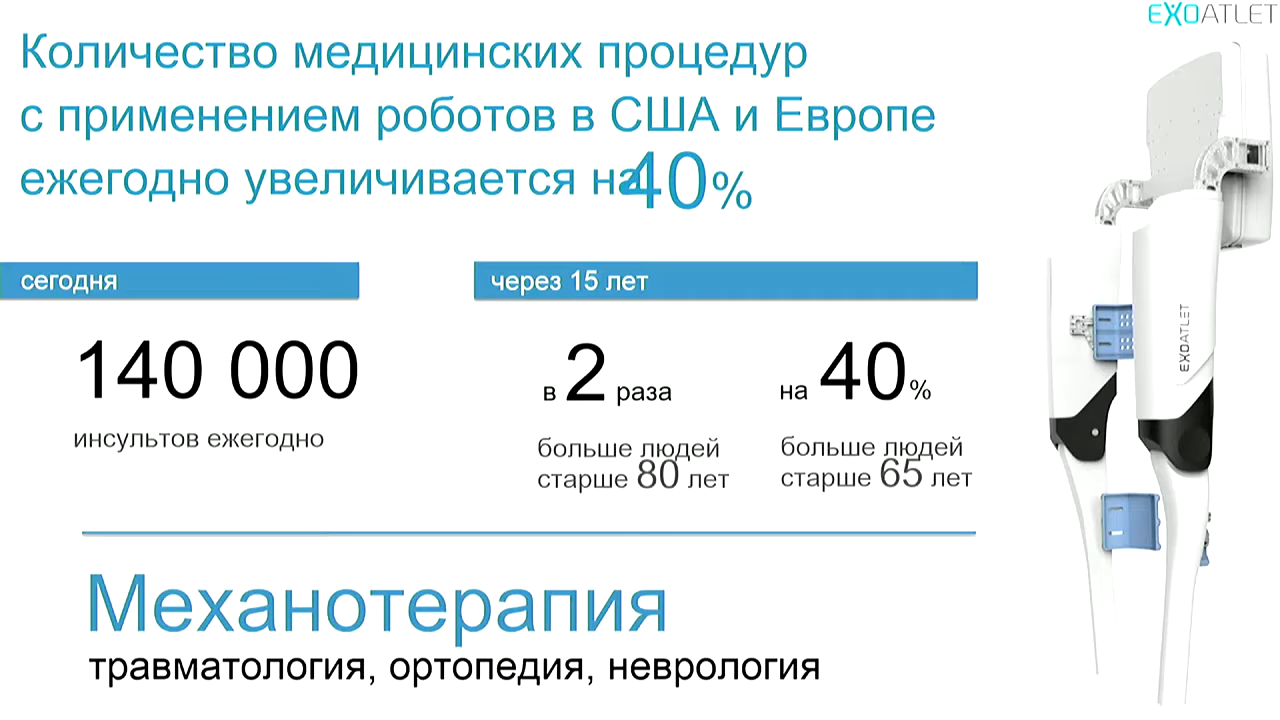 EXOATLET
Количество медицинских процедур
с применением роботов в США и Европе
ежегодно увеличивается на 40%
сегодня
140 000
инсультов ежегодно
через 15 лет
в 2 раза
больше людей
старше 80 лет
на 40%
больше людей
старше 65 лет
EXOATLET
Механотерапия
травматология, ортопедия, неврология